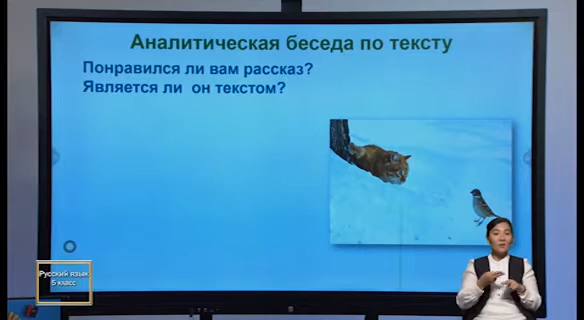 Аналитическая беседа по тексту
Понравился ли вам рассказ?
Является ли он текстом?
Русский язык
5 класс